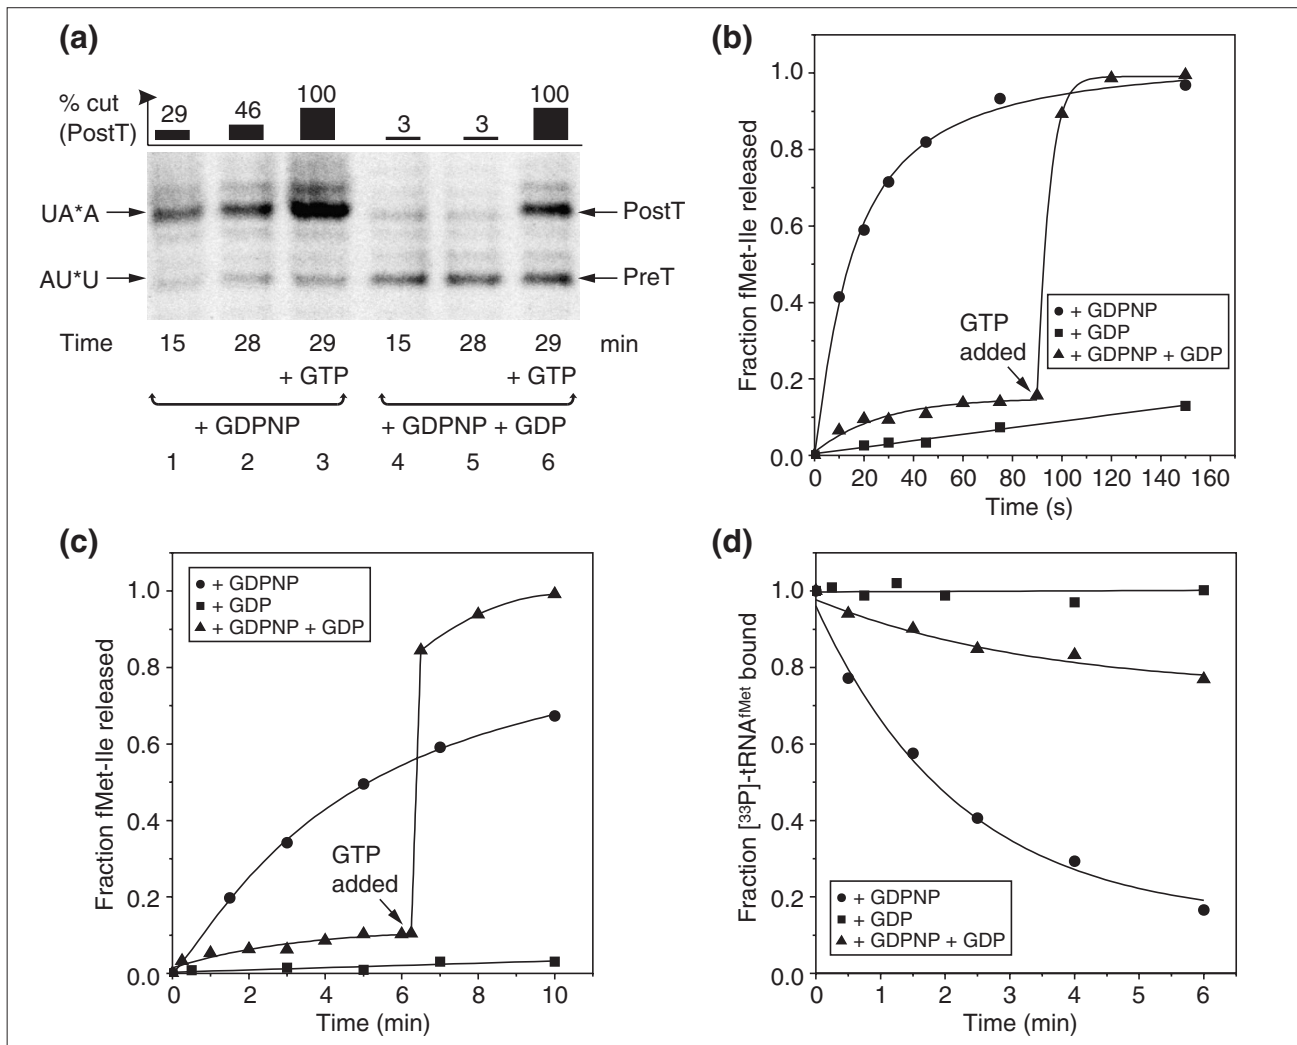 (a)
% cut
(PostT)
29 46 100 3 3 100
UA*A PostT
AU*U PreT
Time 15 28 29 15 28 29 min
+ GTP + GTP
+ GDPNP + GDPNP + GDP
1 2 3 4 5 6
(b)
Fraction fMet-Ile released
1.0
0.8
0.6
0.4
0.2
0.0
GTP
added
+ GDPNP
+ GDP
+ GDPNP + GDP
0 20 40 60 80 100 120 140 160
Time (s)
(c)
Fraction fMet-Ile released
1.0
0.8
0.6
0.4
0.2
0.0
+ GDPNP
+ GDP
+ GDPNP + GDP
GTP
added
0 2 4 6 8 10
Time (min)
(d)
Fraction [33P]-tRNAfMet bound
1.0
0.8
0.6
0.4
0.2
0.0
+ GDPNP
+ GDP
+ GDPNP + GDP
0 1 2 3 4 5 6
Time (min)